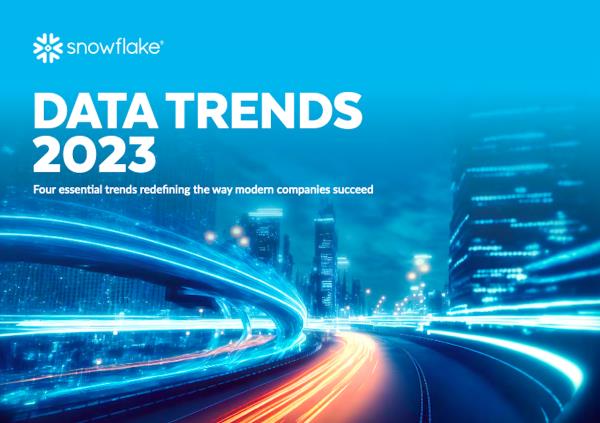 snowflake®
DATA TRENDS
2023
Four essential trends redefining the way modern companies succeed